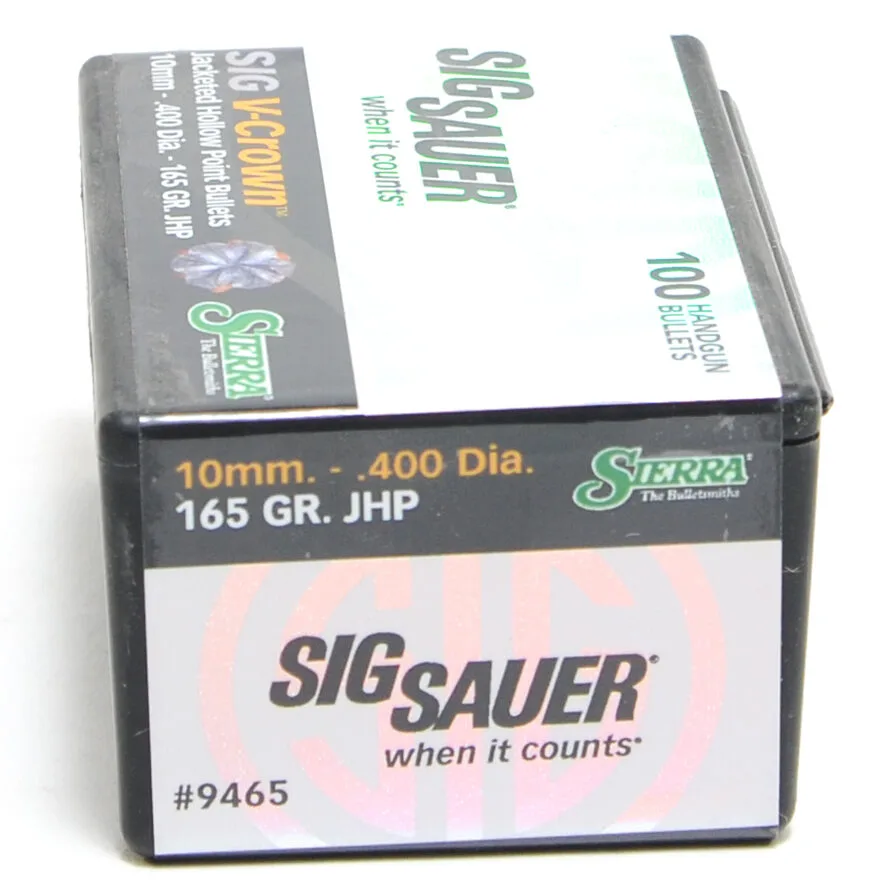 SIG V-Crown™
Jacketed Hollow Point Bullets
10mm - .400 Dia. - 165 GR. JHP
SIERRA®
The Bulletsmiths
SIG SAUER®
when it counts®
100 HANDGUN
BULLETS
10mm. - .400 Dia.
165 GR. JHP
SIERRA®
The Bulletsmiths
SIG SAUER®
when it counts®
#9465